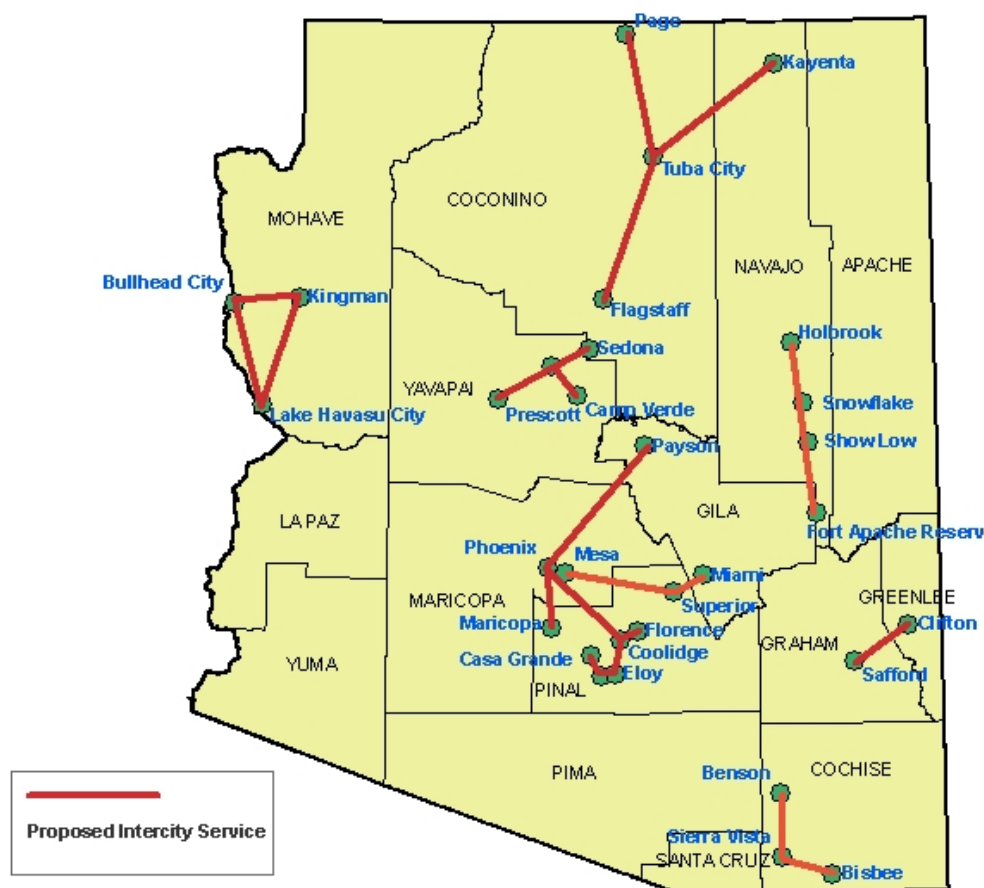 Page
Kayenta
Tuba City
COCONINO
MOHAVE
NAVAJO
APACHE
Bullhead City
Kingman
Flagstaff
Holbrook
Sedona
YAVAPAI
Prescott
Camp Verde
Lake Havasu City
Snowflake
Show Low
Payson
GILA
LA PAZ
Fort Apache Reserv
Phoenix
Mesa
Miami
Superior
MARICOPA
GREENLEE
Maricopa
Florence
Clifton
Casa Grande
Coolidge
GRAHAM
YUMA
Eloy
Safford
PINAL
PIMA
Benson
COCHISE
Proposed Intercity Service
Sierra Vista
SANTA CRUZ
Bisbee